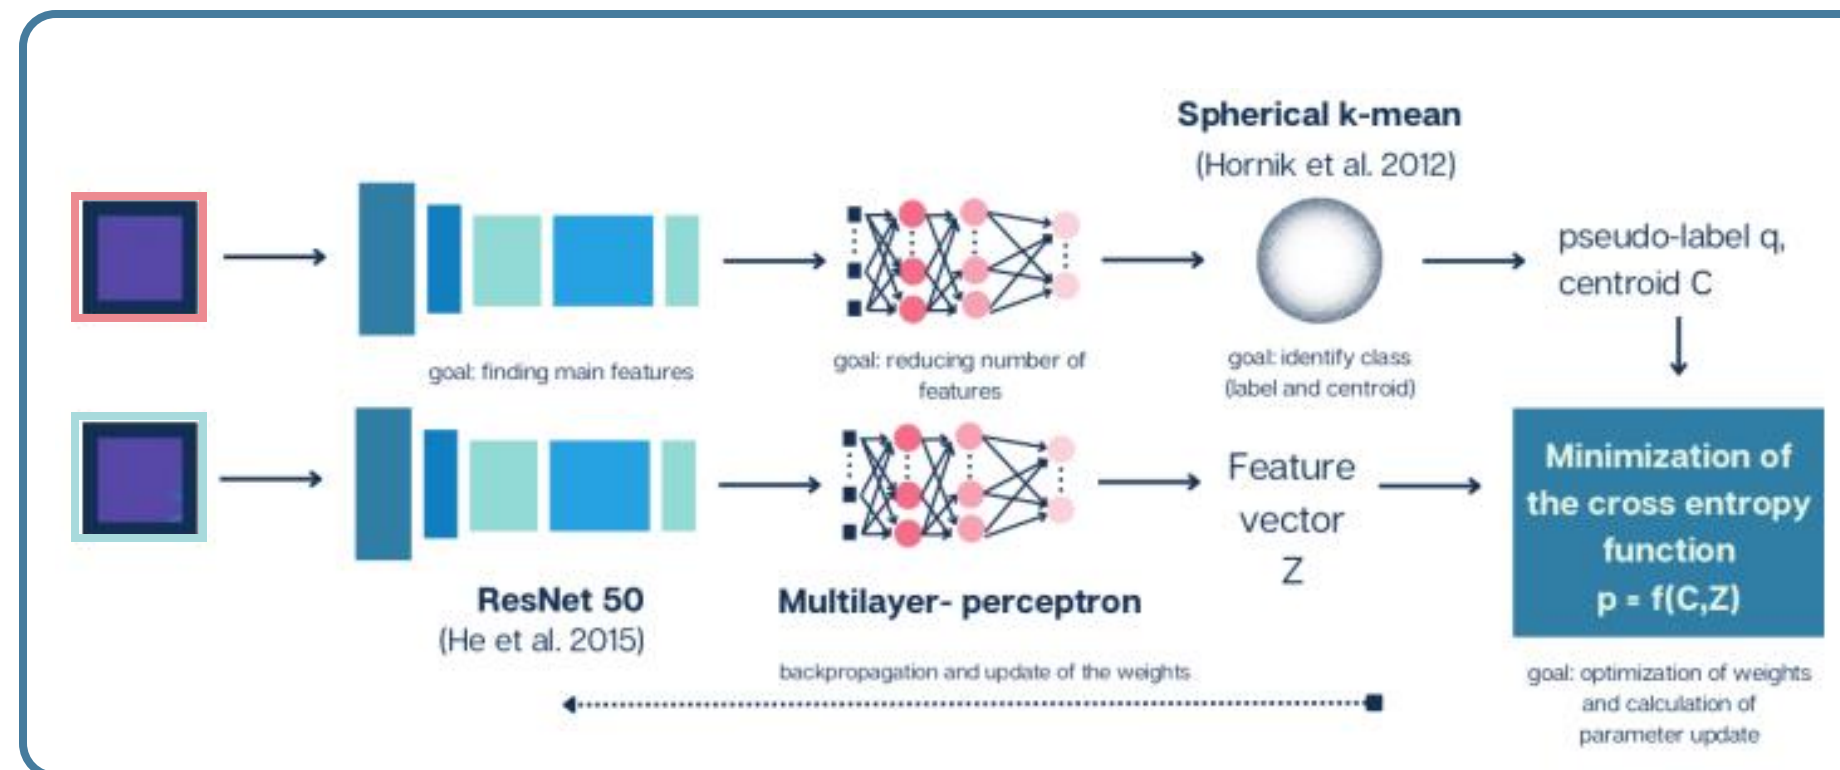 Spherical k-mean
(Hornik et al. 2012)
pseudo-label q,
centroid C
goal: finding main features
goal: reducing number of
features
goal: identify class
(label and centroid)
Feature
vector
Z
Minimization of
the cross entropy
function
p = f(C,Z)
ResNet 50
(He et al. 2015)
Multilayer- perceptron
backpropagation and update of the weights
goal: optimization of weights
and calculation of
parameter update